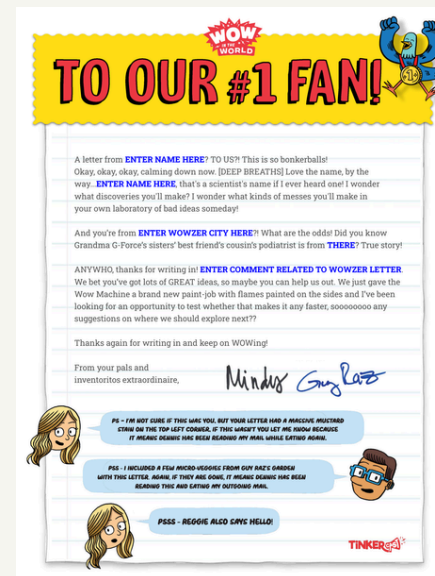 WOW
IN THE
WORLD
TO OUR #1 FAN!
#1
A letter from ENTER NAME HERE? TO US?! This is so bonkerballs!
Okay, okay, okay, calming down now. [DEEP BREATHS] Love the name, by the
way...ENTER NAME HERE, that's a scientist's name if I ever heard one! I wonder
what discoveries you'll make? I wonder what kinds of messes you'll make in
your own laboratory of bad ideas someday!
And you're from ENTER WOWZER CITY HERE?! What are the odds! Did you know
Grandma G-Force's sisters' best friend's cousin's podiatrist is from THERE? True story!
ANYWHO, thanks for writing in! ENTER COMMENT RELATED TO WOWZER LETTER.
We bet you've got lots of GREAT ideas, so maybe you can help us out. We just gave the
Wow Machine a brand new paint-job with flames painted on the sides and I've been
looking for an opportunity to test whether that makes it any faster, sooooooo any
suggestions on where we should explore next??
Thanks again for writing in and keep on WOWing!
From your pals and
inventoritos extraordinaire,
Mindy Guy Raz
PS - I'M NOT SURE IF THIS WAS YOU, BUT YOUR LETTER HAD A MASSIVE MUSTARD
STAIN ON THE TOP LEFT CORNER, IF THIS WASN'T YOU LET ME KNOW BECAUSE
IT MEANS DENNIS HAS BEEN READING MY MAIL WHILE EATING AGAIN.
PSS - I INCLUDED A FEW MICRO-VEGGIES FROM GUY RAZ'S GARDEN
WITH THIS LETTER. AGAIN, IF THEY ARE GONE, IT MEANS DENNIS HAS BEEN
READING THIS AND EATING MY OUTGOING MAIL.
PSSS - REGGIE ALSO SAYS HELLO!
TINKERCAST